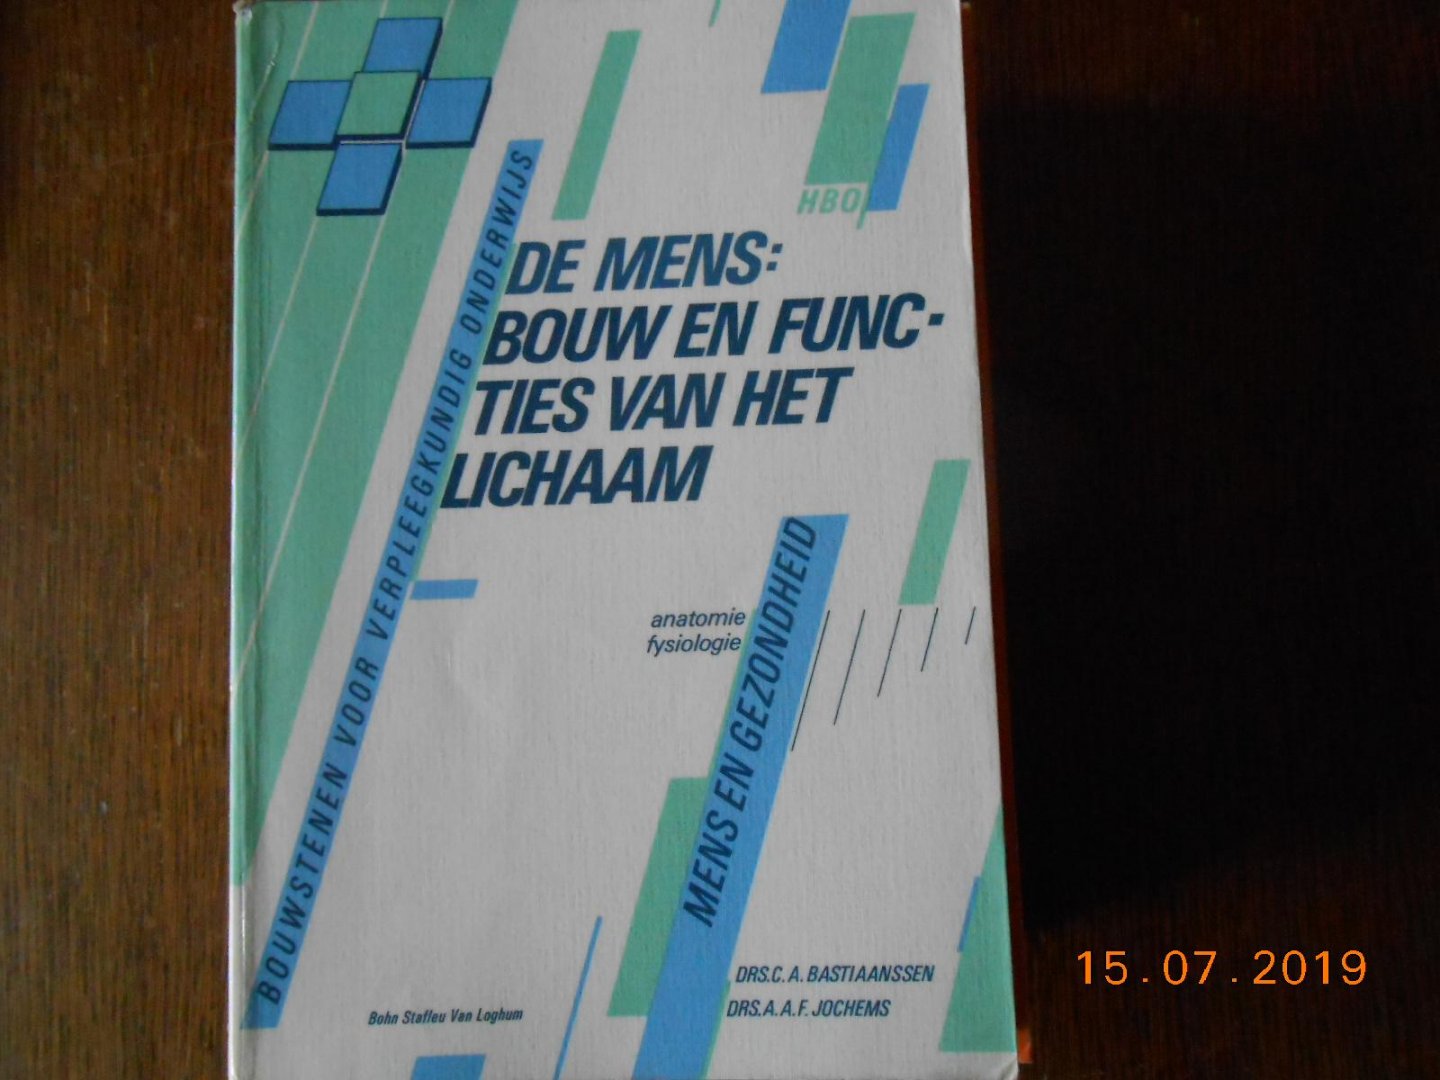 HBO
DE MENS:
BOUW EN FUNC-
TIES VAN HET
LICHAAM
BOUWSTENEN VOOR VERPLEEGKUNDIG ONDERWIJS
anatomie
fysiologie
MENS EN GEZONDHEID
DRS.C.A.BASTIAANSSEN
DRS.A.A.F.JOCHEMS
Bohn Stafleu Van Loghum
15.07.2019